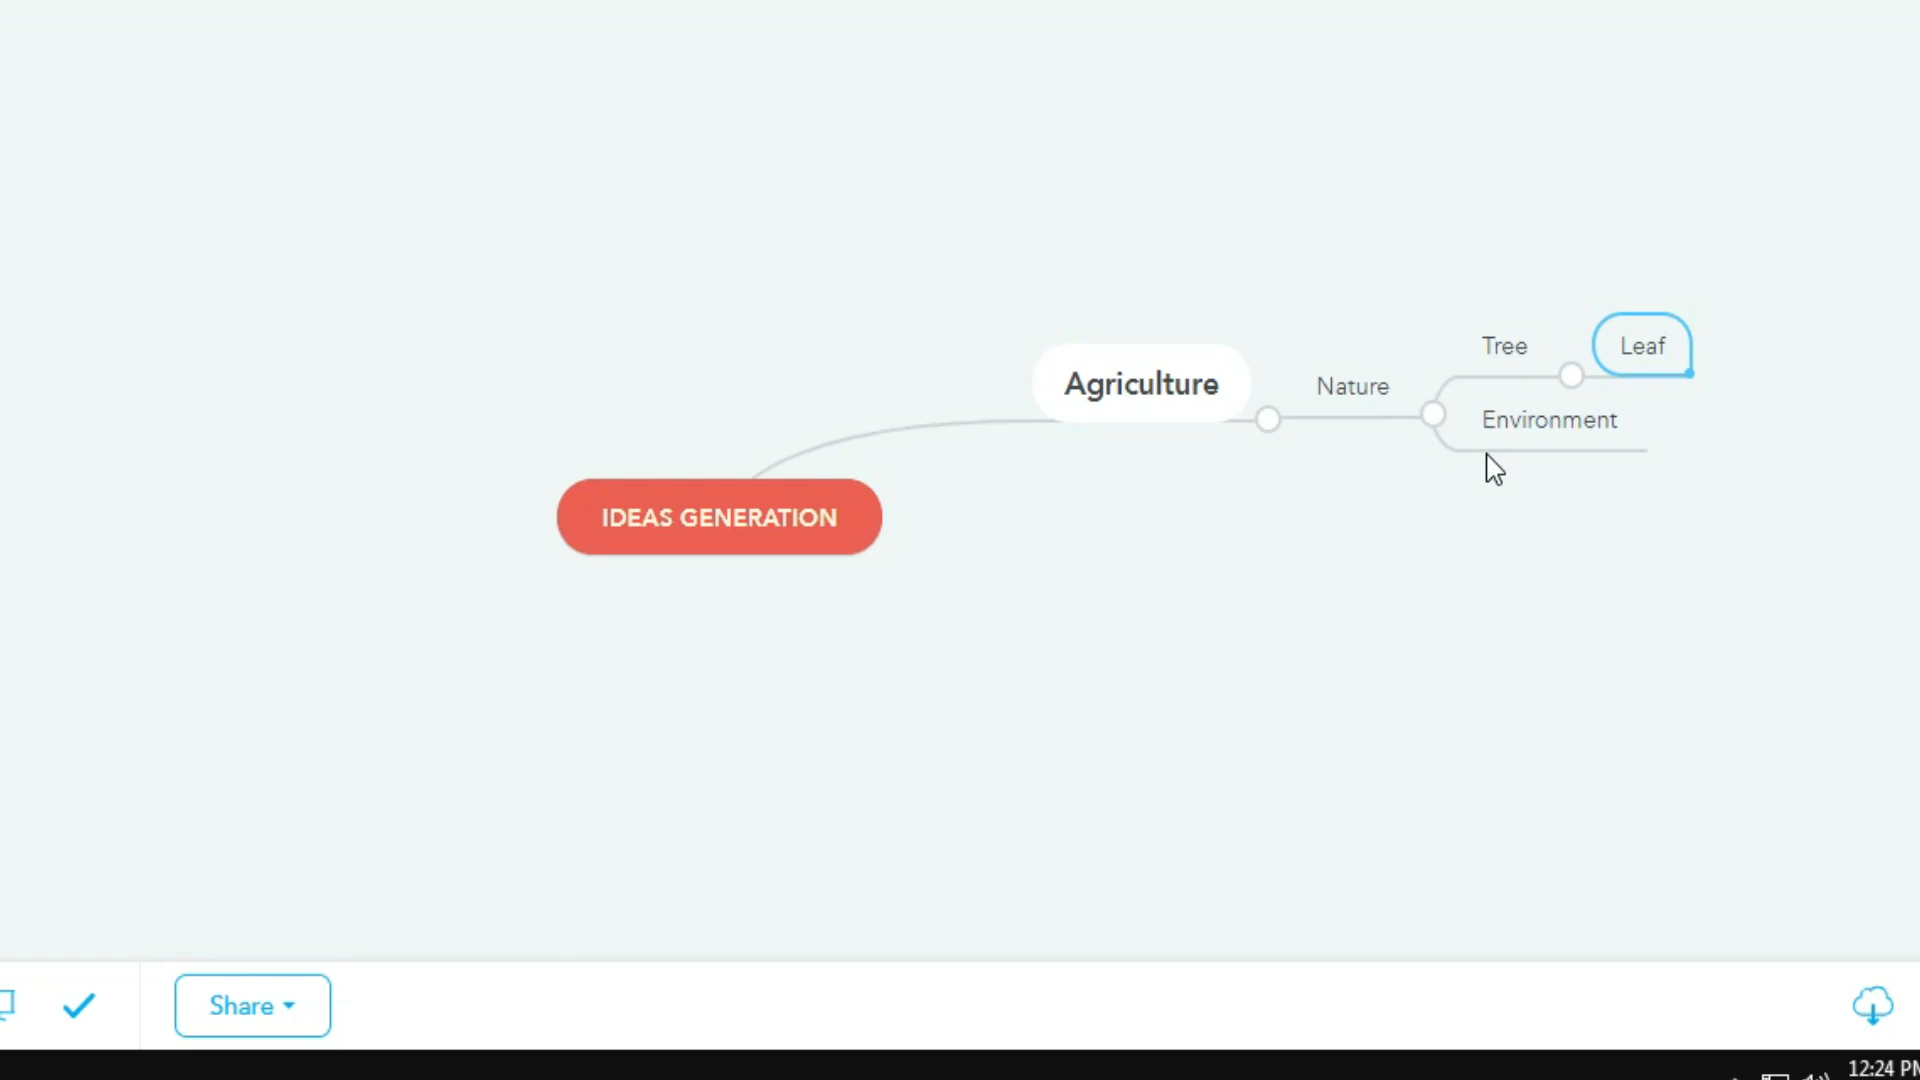 Tree
Leaf
Agriculture
Nature
Environment
IDEAS GENERATION
Share
12:24 PM